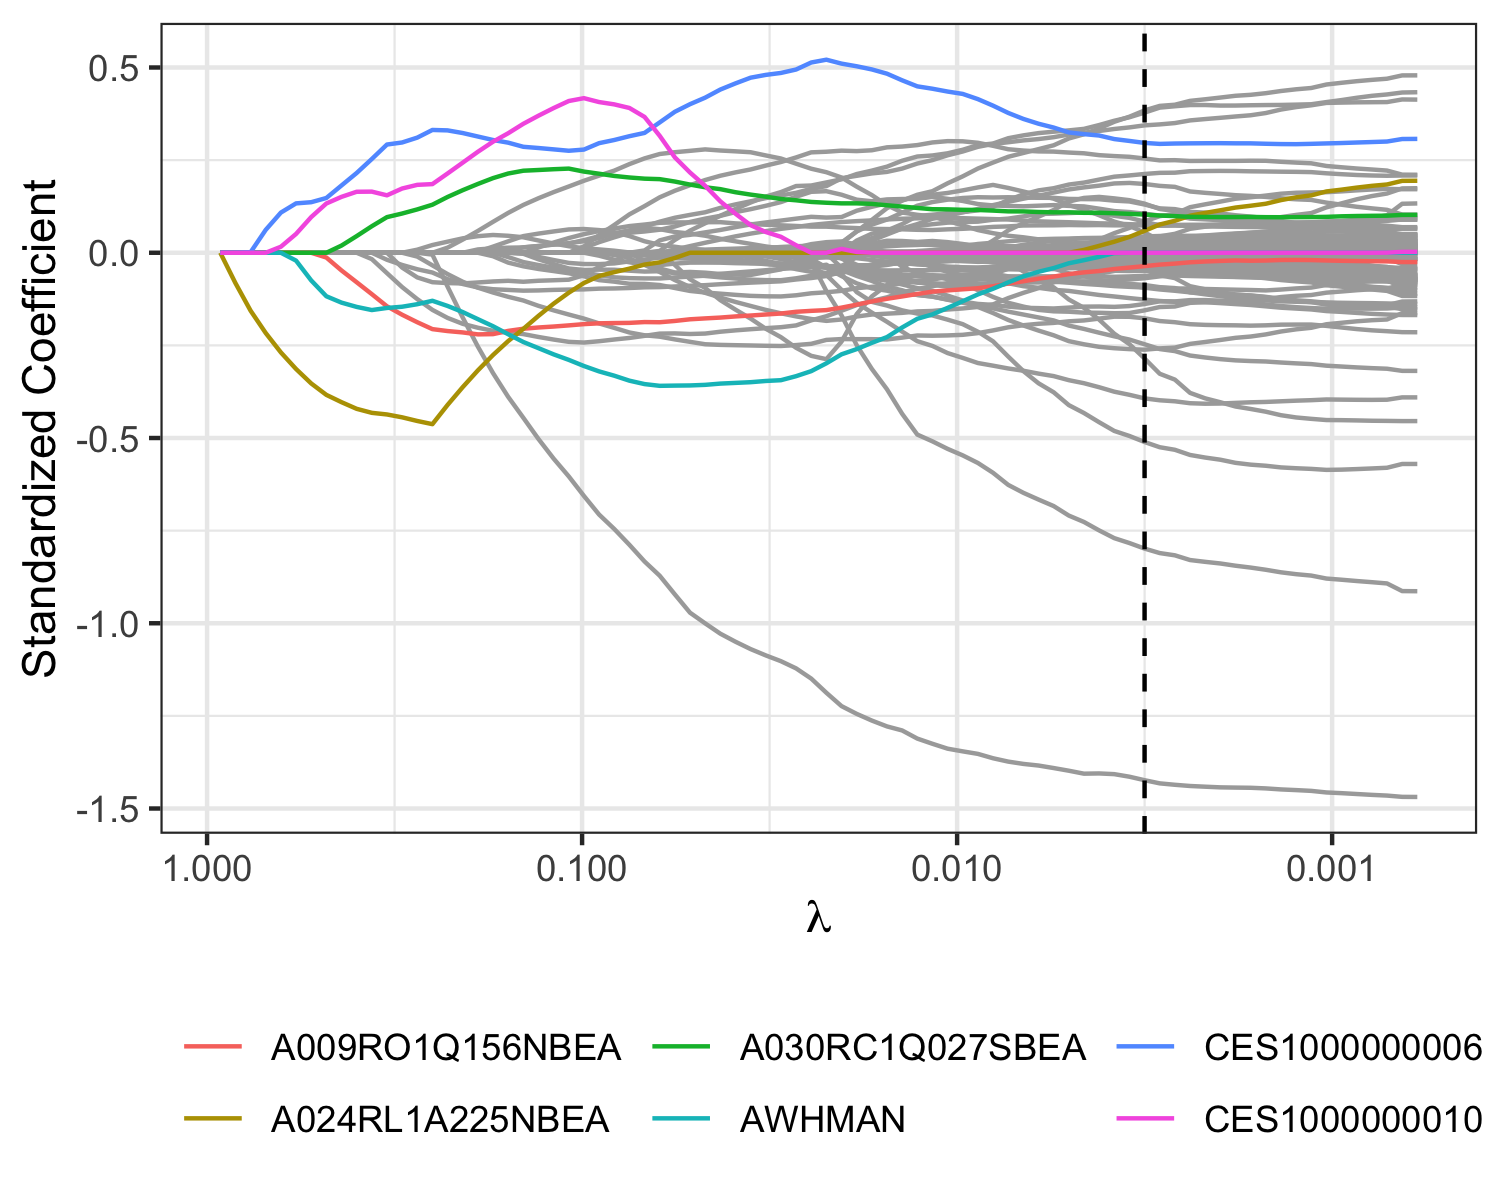 Standardized Coefficient
0.5
0.0
-0.5
-1.0
-1.5
1.000 0.100 0.010 0.001
λ
A009RO1Q156NBEA A030RC1Q027SBEA CES1000000006
A024RL1A225NBEA AWHMAN CES1000000010